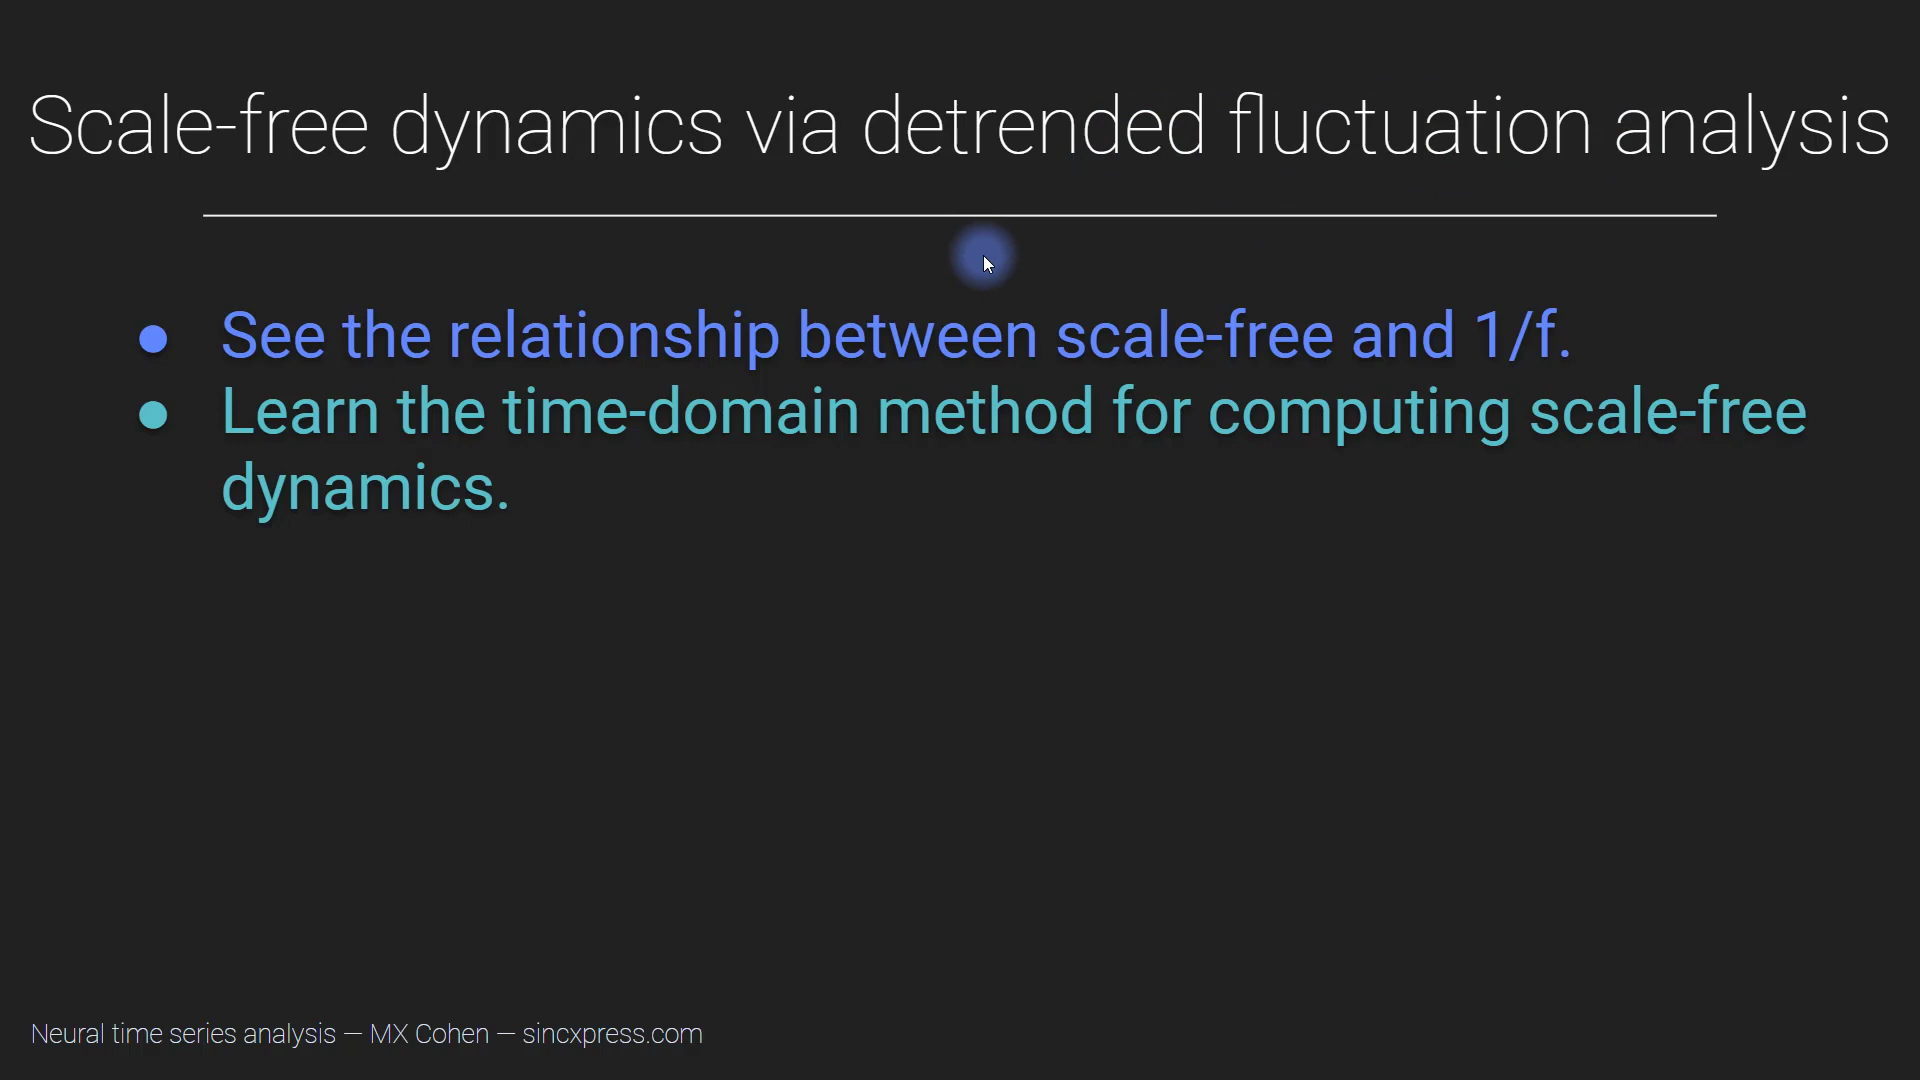 Scale-free dynamics via detrended fluctuation analysis
● See the relationship between scale-free and 1/f.
● Learn the time-domain method for computing scale-free
dynamics.
Neural time series analysis — MX Cohen — sincxpress.com